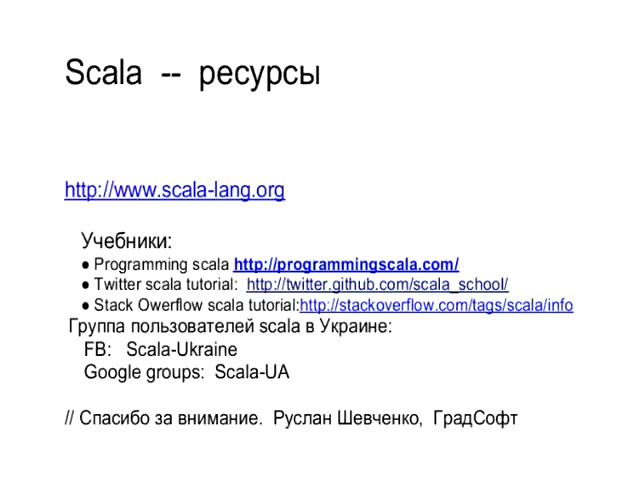 Scala -- ресурсы
http://www.scala-lang.org
Учебники:
● Programming scala http://programmingscala.com/
● Twitter scala tutorial: http://twitter.github.com/scala_school/
● Stack Owerflow scala tutorial:http://stackoverflow.com/tags/scala/info
Группа пользователей scala в Украине:
FB: Scala-Ukraine
Google groups: Scala-UA
// Спасибо за внимание. Руслан Шевченко, ГрадСофт